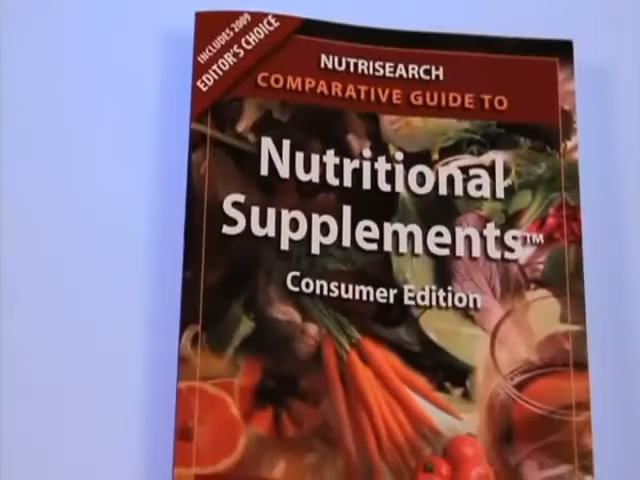 INCLUDES 2009
EDITOR'S CHOICE
NUTRISEARCH
COMPARATIVE GUIDE TO
Nutritional
Supplements™
Consumer Edition